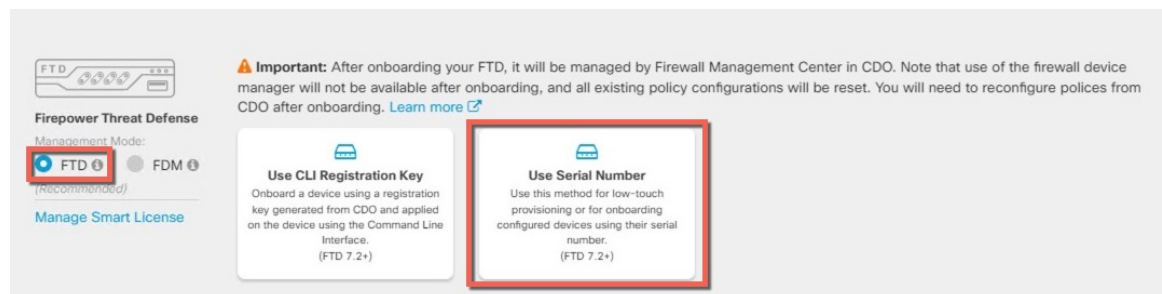 FTD
Firepower Threat Defense
Management Mode:
FTD FDM
(Recommended)
Manage Smart License
Important: After onboarding your FTD, it will be managed by Firewall Management Center in CDO. Note that use of the firewall device
manager will not be available after onboarding, and all existing policy configurations will be reset. You will need to reconfigure polices from
CDO after onboarding. Learn more
Use CLI Registration Key
Onboard a device using a registration
key generated from CDO and applied
on the device using the Command Line
Interface.
(FTD 7.2+)
Use Serial Number
Use this method for low-touch
provisioning or for onboarding
configured devices using their serial
number.
(FTD 7.2+)